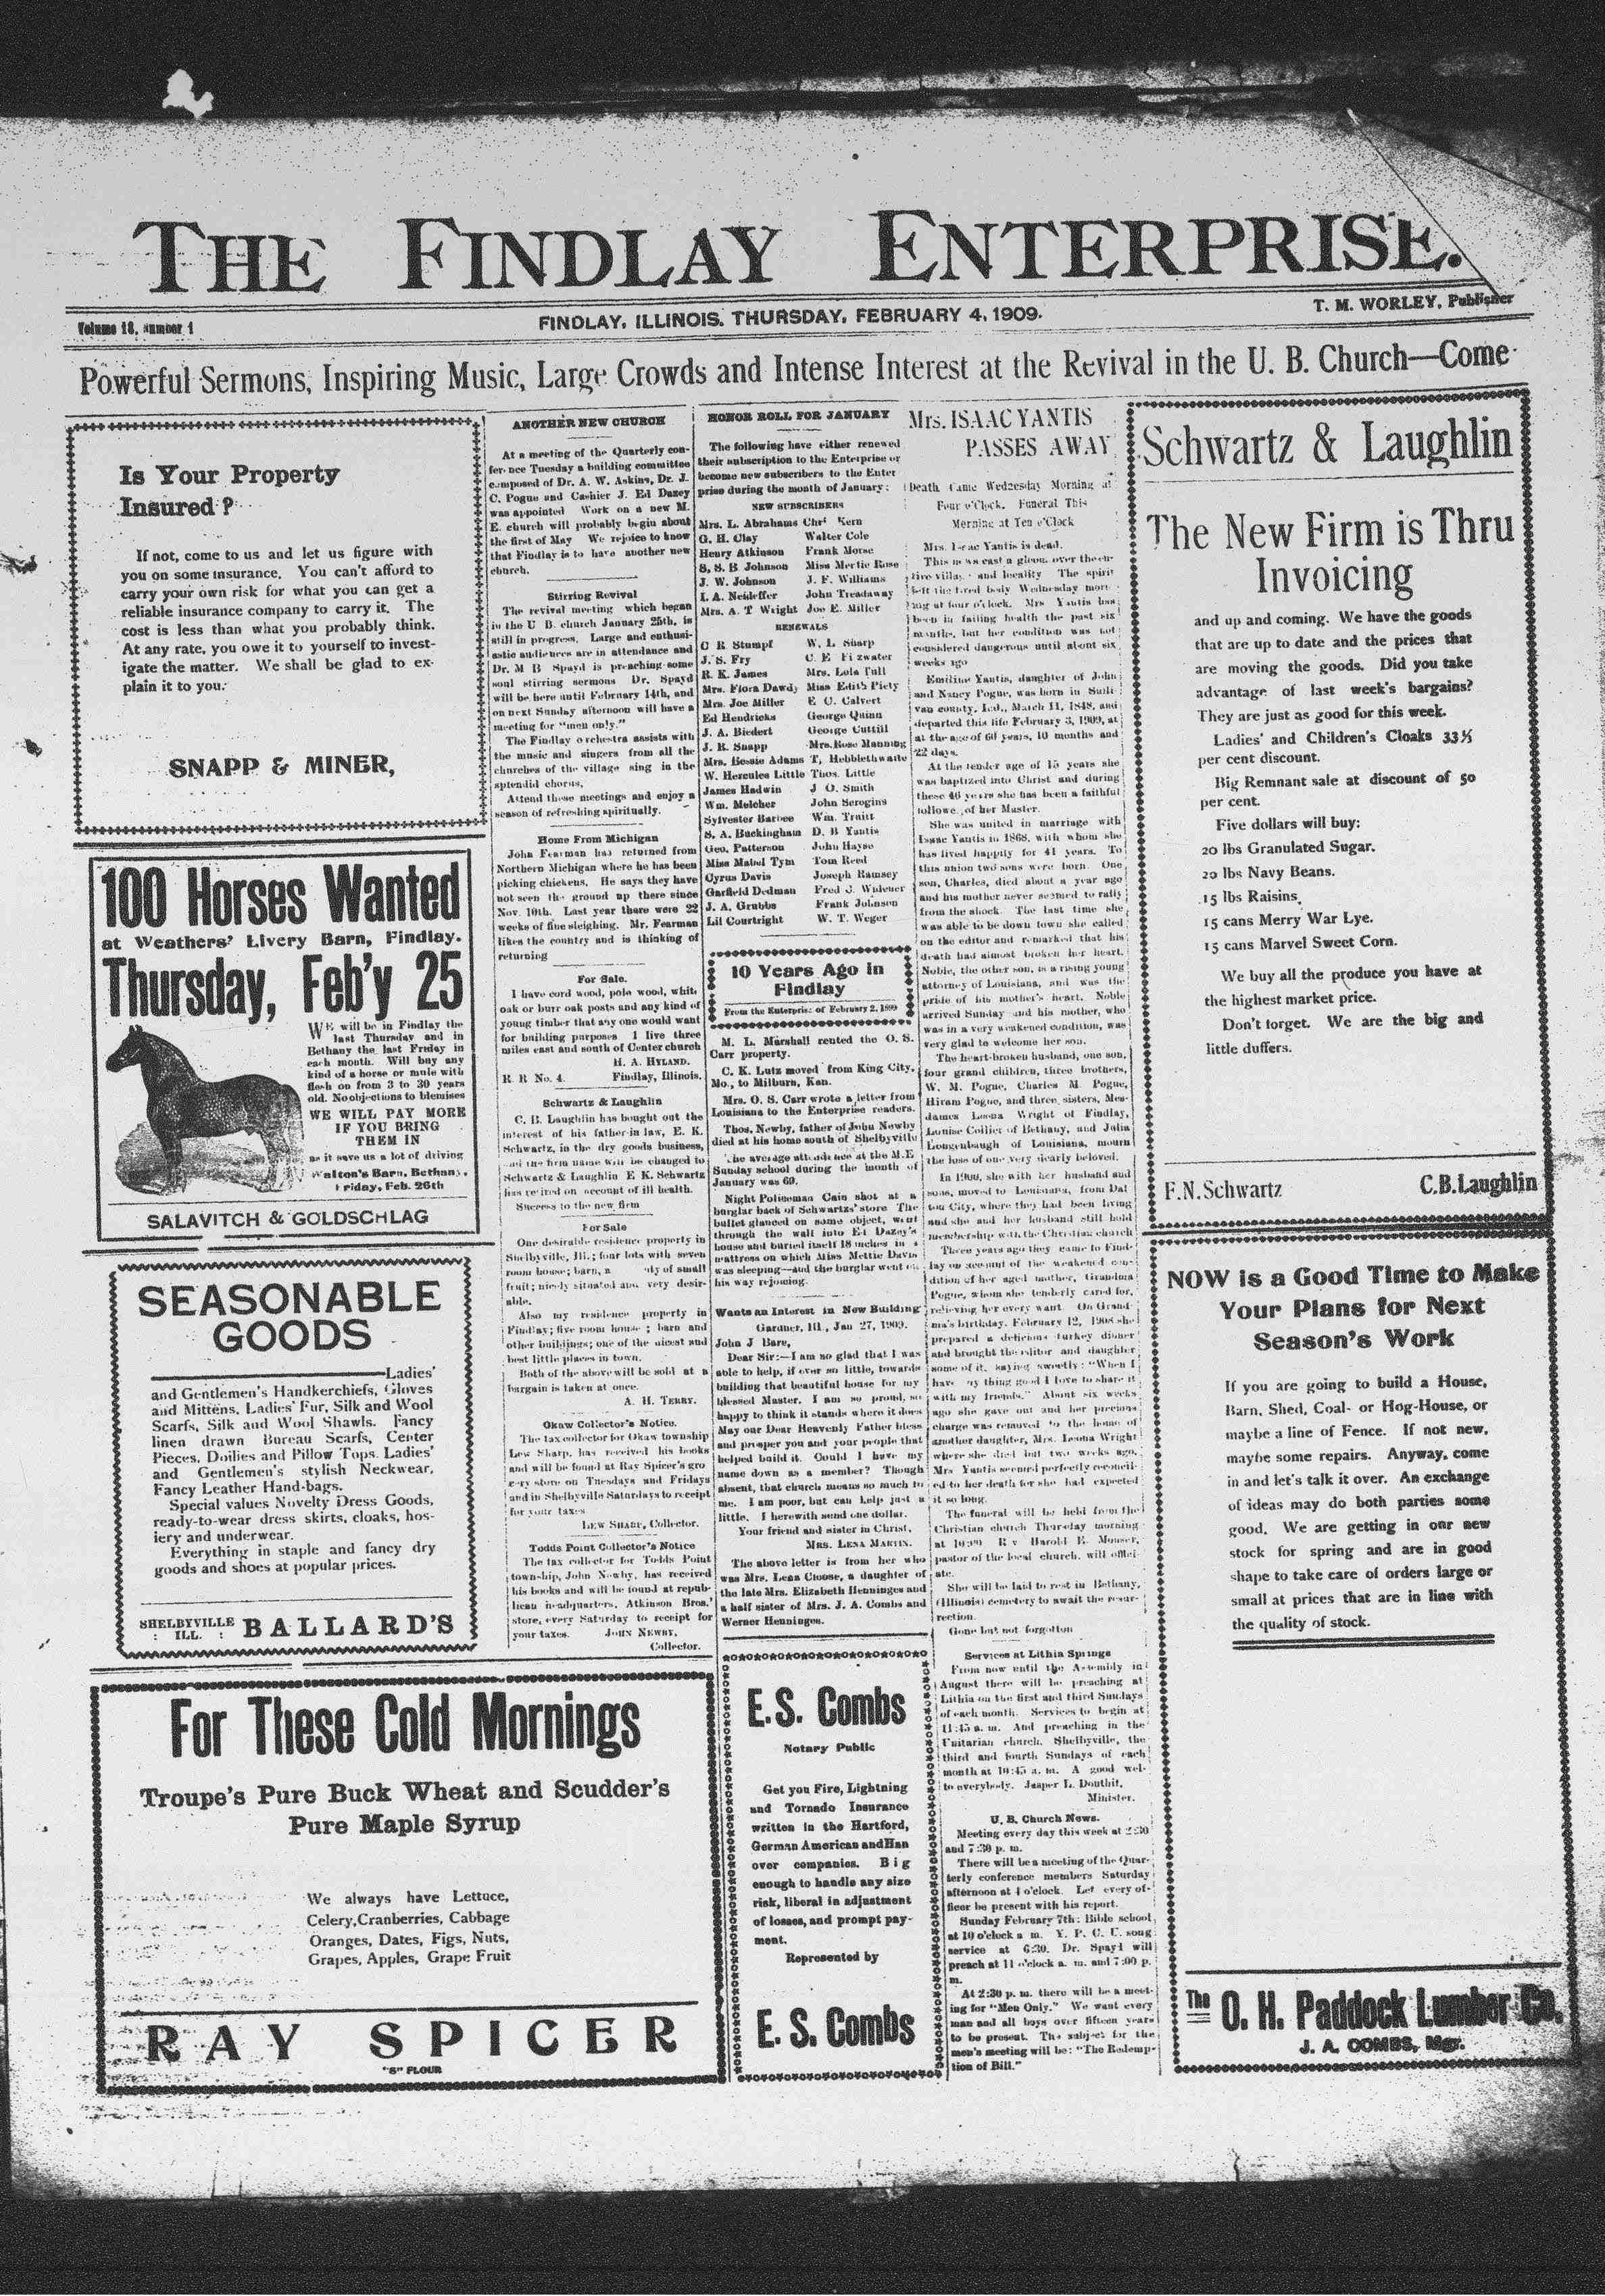 THE FINDLAY ENTERPRISE.
Volume 18, number 1
FINDLAY, ILLINOIS. THURSDAY, FEBRUARY 4, 1909.
T. M. WORLEY, Publisher
Powerful Sermons, Inspiring Music, Large Crowds and Intense Interest at the Revival in the U. B. Church—Come
Is Your Property
Insured?
If not, come to us and let us figure with
you on some insurance. You can't afford to
carry your own risk for what you can get a
reliable insurance company to carry it. The
cost is less than what you probably think.
At any rate, you owe it to yourself to invest-
igate the matter. We shall be glad to ex-
plain it to you.
SNAPP & MINER,
100 Horses Wanted
at Weathers' Livery Barn, Findlay.
Thursday, Feb'y 25
WE will be in Findlay the
last Thursday and in
Bethany the last Friday in
each month. Will buy any
kind of a horse or mule with
flesh on from 3 to 30 years
old. No objections to blemises
WE WILL PAY MORE
IF YOU BRING
THEM IN
as it save us a lot of driving
Walton's Barn, Bethany,
Friday, Feb. 26th
SALAVITCH & GOLDSCHLAG
SEASONABLE
GOODS
Ladies'
and Gentlemen's Handkerchiefs, Gloves
and Mittens, Ladies' Fur, Silk and Wool
Scarfs, Silk and Wool Shawls. Fancy
linen drawn Bureau Scarfs, Center
Pieces, Doilies and Pillow Tops. Ladies'
and Gentlemen's stylish Neckwear,
Fancy Leather Hand-bags.
Special values Novelty Dress Goods,
ready-to-wear dress skirts, cloaks, hos-
iery and underwear.
Everything in staple and fancy dry
goods and shoes at popular prices.
SHELBYVILLE
: ILL. :
BALLARD'S
For These Cold Mornings
Troupe's Pure Buck Wheat and Scudder's
Pure Maple Syrup
We always have Lettuce,
Celery, Cranberries, Cabbage
Oranges, Dates, Figs, Nuts,
Grapes, Apples, Grape Fruit
RAY SPICER
"S" FLOUR
ANOTHER NEW CHURCH
At a meeting of the Quarterly con-
ference Tuesday a building committee
composed of Dr. A. W. Askins, Dr. J.
C. Pogue and Cashier J. Ed Dazey
was appointed Work on a new M.
E. church will probably begin about
the first of May We rejoice to know
that Findlay is to have another new
church.
Stirring Revival
The revival meeting which began
in the U B. church January 25th, is
still in progress. Large and enthusi-
astic audiences are in attendance and
Dr. M B Spayd is preaching some
soul stirring sermons Dr. Spayd
will be here until February 14th, and
on next Sunday afternoon will have a
meeting for "men only."
The Findlay orchestra assists with
the music and singers from all the
churches of the village sing in the
splendid chorus,
Attend these meetings and enjoy a
season of refreshing spiritually.
Home From Michigan
John Fearman has returned from
Northern Michigan where he has been
picking chickens. He says they have
not seen the ground up there since
Nov. 10th. Last year there were 22
weeks of fine sleighing. Mr. Fearman
likes the country and is thinking of
returning
For Sale.
I have cord wood, pole wood, white
oak or burr oak posts and any kind of
young timber that any one would want
for building purposes I live three
miles east and south of Center church
H. A. HYLAND.
R. R No. 4. Findlay, Illinois.
Schwartz & Laughlin
C. B. Laughlin has bought out the
interest of his father-in law, E. K.
Schwartz, in the dry goods business,
and the firm name will be changed to
Schwartz & Laughlin E K. Schwartz
has retired on account of ill health.
Success to the new firm
For Sale
One desirable residence property in
Shelbyville, Ill.; four lots with seven
room house; barn, a of small
fruit; nicely situated and very desir-
able.
Also my residence property in
Findlay; five room house; barn and
other buildings; one of the nicest and
best little places in town.
Both of the above will be sold at a
bargain is taken at once.
A. H. TERRY.
Okaw Collector's Notice.
The tax collector for Okaw township
Lew Sharp, has received his books
and will be found at Ray Spicer's gro
cery store on Tuesdays and Fridays
and in Shelbyville Saturdays to receipt
for your taxes
LEW SHARP, Collector.
Todds Point Collector's Notice
The tax collector for Todds Point
township, John Newby, has received
his books and will be found at repub-
lican headquarters, Atkinson Bros.'
store, every Saturday to receipt for
your taxes. JOHN NEWBY,
Collector.
HONOR ROLL FOR JANUARY
The following have either renewed
their subscription to the Enterprise or
become new subscribers to the Enter
prise during the month of January:
NEW SUBSCRIBERS
Mrs. L. Abrahams Chri Kern
G. H. Clay Walter Cole
Henry Atkinson Frank Morse
S. S. B Johnson Miss Mertie Rose
J. W. Johnson J. F. Williams
I. A. Neideffer John Treadaway
Mrs. A. T Wright Joe E. Miller
RENEWALS
C R Stumpf W. L. Sharp
J. S. Fry C. E Fi zwater
R. K. James Mrs. Lola Tull
Mrs. Flora Dawdy Miss Edith Piety
Mrs. Joe Miller E C. Calvert
Ed Hendricks George Quinn
J. A. Biedert George Cuttill
J. R. Snapp Mrs. Rose Manning
Mrs. Bessie Adams T, Hebblethwaite
W. Hercules Little Thos. Little
James Hadwin J O. Smith
Wm. Melcher John Scrogins
Sylvester Barbee Wm. Truitt
S. A. Buckingham D. B Yantis
Geo. Patterson John Hayse
Miss Mabel Tym Tom Reed
Cyrus Davis Joseph Ramsey
Garfield Dedman Fred J. Widener
J. A. Grubbs Frank Johnson
Lil Courtright W. T. Weger
10 Years Ago in
Findlay
From the Enterprise of February 2, 1899
M. L. Marshall rented the O. S.
Carr property.
C. K. Lutz moved from King City,
Mo., to Milburn, Kan.
Mrs. O. S. Carr wrote a letter from
Louisiana to the Enterprise readers.
Thos. Newby, father of John Newby
died at his home south of Shelbyville
The average attendence at the M.E
Sunday school during the month of
January was 69.
Night Policeman Cain shot at a
burglar back of Schwartzs' store The
bullet glanced on some object, went
through the wall into Ed Dazey's
house and buried itself 18 inches in a
mattress on which Miss Mettie Davis
was sleeping—and the burglar went on
his way rejoicing.
Wants an Interest in New Building
Gardner, Ill., Jan 27, 1909.
John J Bare,
Dear Sir:—I am so glad that I was
able to help, if ever so little, towards
building that beautiful house for my
blessed Master. I am so proud, so
happy to think it stands where it does
May our Dear Heavenly Father bless
and prosper you and your people that
helped build it. Could I have my
name down as a member? Though
absent, that church means so much to
me. I am poor, but can help just a
little. I herewith send one dollar.
Your friend and sister in Christ,
MRS. LENA MARTIN.
The above letter is from her who
was Mrs. Lena Cloose, a daughter of
the late Mrs. Elizabeth Henninges and
a half sister of Mrs. J. A. Combs and
Werner Henninges.
E. S. Combs
Notary Public
Get you Fire, Lightning
and Tornado Insurance
written in the Hartford,
German American and Han
over companies. Big
enough to handle any size
risk, liberal in adjustment
of losses, and prompt pay-
ment.
Represented by
E. S. Combs
Mrs. ISAAC YANTIS
PASSES AWAY
Death Came Wednesday Morning at
Four o'Clock. Funeral This
Morning at Ten o'Clock
Mrs. Isaac Yantis is dead.
This news cast a gloom over the en-
tire village and locality The spirit
left the tired body Wednesday mor-
ning at four o'clock. Mrs Yantis has
been in failing health the past six
months, but her condition was not
considered dangerous until about six
weeks ago
Emiline Yantis, daughter of John
and Nancy Pogue, was born in Sulli-
van county, Ind., March 11, 1848, and
departed this life February 3, 1909, at
at the age of 60 years, 10 months and
22 days.
At the tender age of 15 years she
was baptized into Christ and during
these 46 years she has been a faithful
follower of her Master.
She was united in marriage with
Isaac Yantis in 1868, with whom she
has lived happily for 41 years. To
this union two sons were born. One
son, Charles, died about a year ago
and his mother never seemed to rally
from the shock. The last time she
was able to be down town she called
on the editor and remarked that his
death had almost broken her heart.
Noble, the other son, is a rising young
attorney of Louisiana, and was the
pride of his mother's heart. Noble
arrived Sunday and his mother, who
was in a very weakened condition, was
very glad to welcome her son.
The heart-broken husband, one son,
four grand children, three brothers,
W. M. Pogue, Charles M. Pogue,
Hiram Pogue, and three sisters, Mes-
dames Leona Wright of Findlay,
Louise Collier of Bethany, and Julia
Longenbaugh of Louisiana, mourn
the loss of one very dearly beloved.
In 1900, she with her husband and
sons, moved to Louisiana, from Dal
ton City, where they had been living
and she and her husband still hold
membership with the Christian church
Three years ago they came to Find-
lay on account of the weakened con-
dition of her aged mother, Grandma
Pogue, whom she tenderly cared for,
relieving her every want. On Grand-
ma's birthday, February 12, 1908 she
prepared a delicious turkey dinner
and brought the editor and daughter
some of it, saying sweetly: "When I
have any thing good I love to share it
with my friends." About six weeks
ago she gave out and her precious
charge was removed to the home of
another daughter, Mrs. Leona Wright
where she died but two weeks ago.
Mrs Yantis seemed perfectly reconcil-
ed to her death for she had expected
it so long.
The funeral will be held from the
Christian church Thursday morning
at 10:00 Rev Harold E. Monser,
pastor of the local church, will offici-
ate.
She will be laid to rest in Bethany,
(Illinois) cemetery to await the resur-
rection.
Gone but not forgotten
Services at Lithia Springs
From now until the Assembly in
August there will be preaching at
Lithia on the first and third Sundays
of each month. Services to begin at
11:45 a. m. And preaching in the
Unitarian church, Shelbyville, the
third and fourth Sundays of each
month at 10:45 a. m. A good wel-
to everybody. Jasper L. Douthit,
Minister.
U. B. Church News.
Meeting every day this week at 2:30
and 7:30 p. m.
There will be a meeting of the Quar-
terly conference members Saturday
afternoon at 4 o'clock. Let every of-
ficer be present with his report.
Sunday February 7th: Bible school,
at 10 o'clock a m. Y. P. C. U. song
service at 6:30. Dr. Spayd will
preach at 11 o'clock a. m. and 7:00 p.
m.
At 2:30 p. m. there will be a meet-
ing for "Men Only." We want every
man and all boys over fifteen years
to be present. The subject for the
men's meeting will be: "The Redemp-
tion of Bill."
Schwartz & Laughlin
The New Firm is Thru
Invoicing
and up and coming. We have the goods
that are up to date and the prices that
are moving the goods. Did you take
advantage of last week's bargains?
They are just as good for this week.
Ladies' and Children's Cloaks 33⅓
per cent discount.
Big Remnant sale at discount of 50
per cent.
Five dollars will buy:
20 lbs Granulated Sugar.
20 lbs Navy Beans.
15 lbs Raisins
15 cans Merry War Lye.
15 cans Marvel Sweet Corn.
We buy all the produce you have at
the highest market price.
Don't forget. We are the big and
little duffers.
F.N.Schwartz C.B.Laughlin
NOW is a Good Time to Make
Your Plans for Next
Season's Work
If you are going to build a House,
Barn, Shed, Coal- or Hog-House, or
maybe a line of Fence. If not new,
maybe some repairs. Anyway, come
in and let's talk it over. An exchange
of ideas may do both parties some
good. We are getting in our new
stock for spring and are in good
shape to take care of orders large or
small at prices that are in line with
the quality of stock.
The O. H. Paddock Lumber Co.
J. A. COMBS, Mgr.